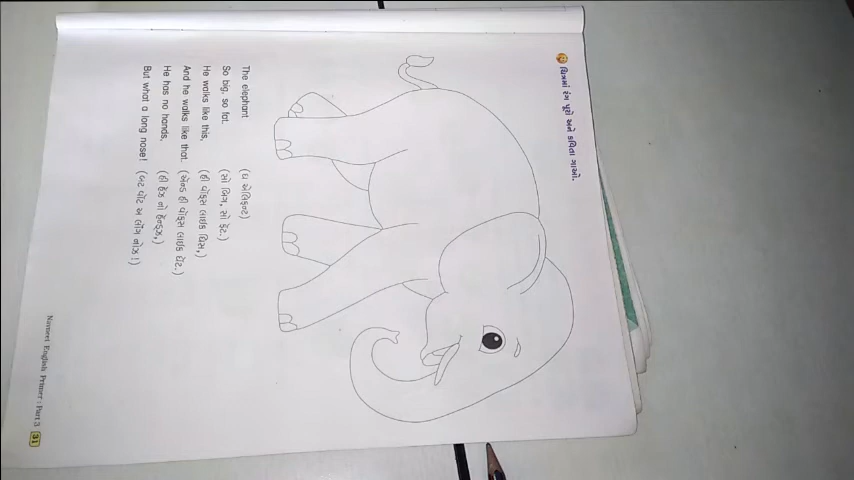 ચિત્રમાં રંગ પૂરો અને કવિતા ગાઓ.
The elephant (ધ એલિફન્ટ)
So big, so fat. (સો બિગ, સો ફૅટ.)
He walks like this, (હી વૉક્સ લાઇક ધિસ,)
And he walks like that. (ઍન્ડ હી વૉક્સ લાઇક ધૅટ.)
He has no hands, (હી હૅઝ નો હૅન્ડ્ઝ,)
But what a long nose! (બટ વૉટ અ લૉંગ નોઝ!)
Navneet English Primer : Part 3 31